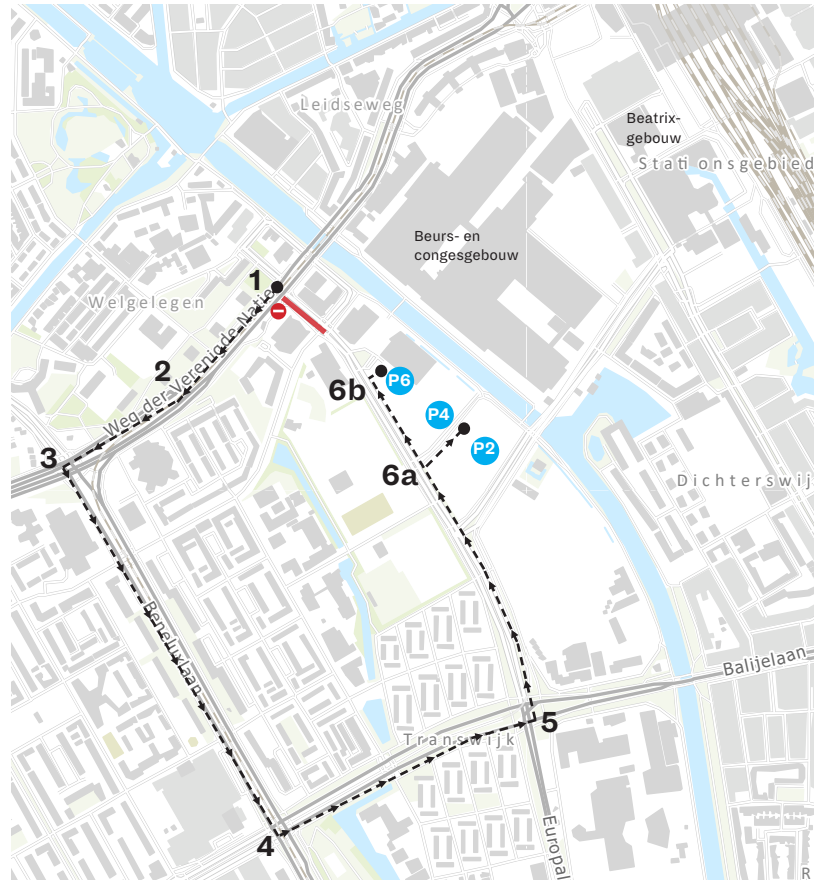 Leidseweg
Beatrix-
gebouw
Stati onsgebied
Beurs- en
congesgebouw
1
Welgelegen
2
Weg der Verenigde Natie
P6
6b
P4
P2
3
6a
Dichterswij
Beneluxlaan
Balijelaan
5
Transwijk
4
Europal
R